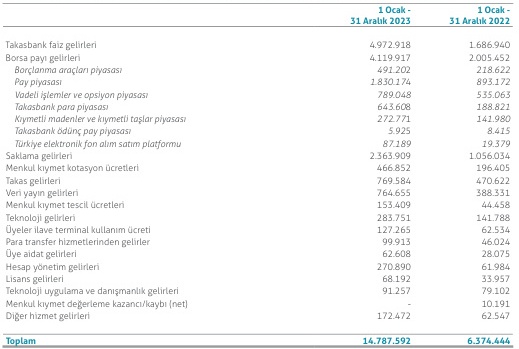 1 Ocak - 1 Ocak -
31 Aralık 2023 31 Aralık 2022
Takasbank faiz gelirleri 4.972.918 1.686.940
Borsa payı gelirleri 4.119.917 2.005.452
Borçlanma araçları piyasası 491.202 218.622
Pay piyasası 1.830.174 893.172
Vadeli işlemler ve opsiyon piyasası 789.048 535.063
Takasbank para piyasası 643.608 188.821
Kıymetli madenler ve kıymetli taşlar piyasası 272.771 141.980
Takasbank ödünç pay piyasası 5.925 8.415
Türkiye elektronik fon alım satım platformu 87.189 19.379
Saklama gelirleri 2.363.909 1.056.034
Menkul kıymet kotasyon ücretleri 466.852 196.405
Takas gelirleri 769.584 470.622
Veri yayın gelirleri 764.655 388.331
Menkul kıymet tescil ücretleri 153.409 44.458
Teknoloji gelirleri 283.751 141.788
Üyeler ilave terminal kullanım ücreti 127.265 62.534
Para transfer hizmetlerinden gelirler 99.913 46.024
Üye aidat gelirleri 62.608 28.075
Hesap yönetim gelirleri 270.890 61.984
Lisans gelirleri 68.192 33.957
Teknoloji uygulama ve danışmanlık gelirleri 91.257 79.102
Menkul kıymet değerleme kazancı/kaybı (net) - 10.191
Diğer hizmet gelirleri 172.472 62.547
Toplam 14.787.592 6.374.444